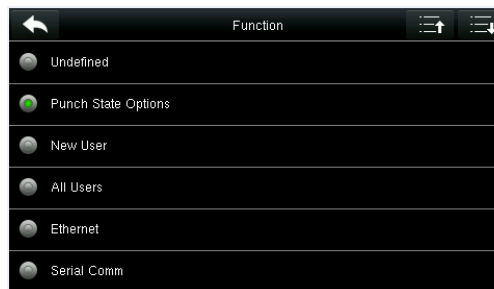 Function
Undefined
Punch State Options
New User
All Users
Ethernet
Serial Comm